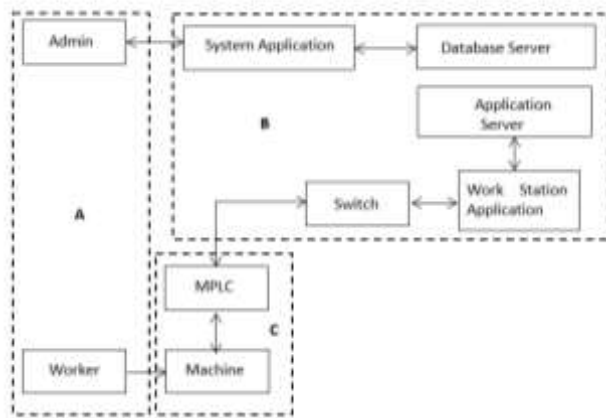 Admin
System Application
Database Server
Application
Server
B
A
Switch
Work Station
Application
MPLC
C
Worker
Machine